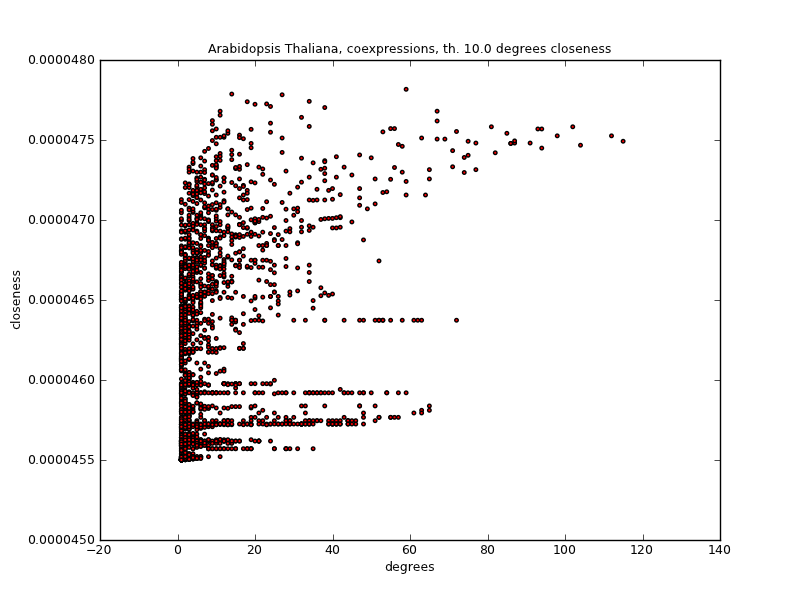 Arabidopsis Thaliana, coexpressions, th. 10.0 degrees closeness
0.0000480
0.0000475
0.0000470
0.0000465
0.0000460
0.0000455
0.0000450
closeness
−20 0 20 40 60 80 100 120 140
degrees